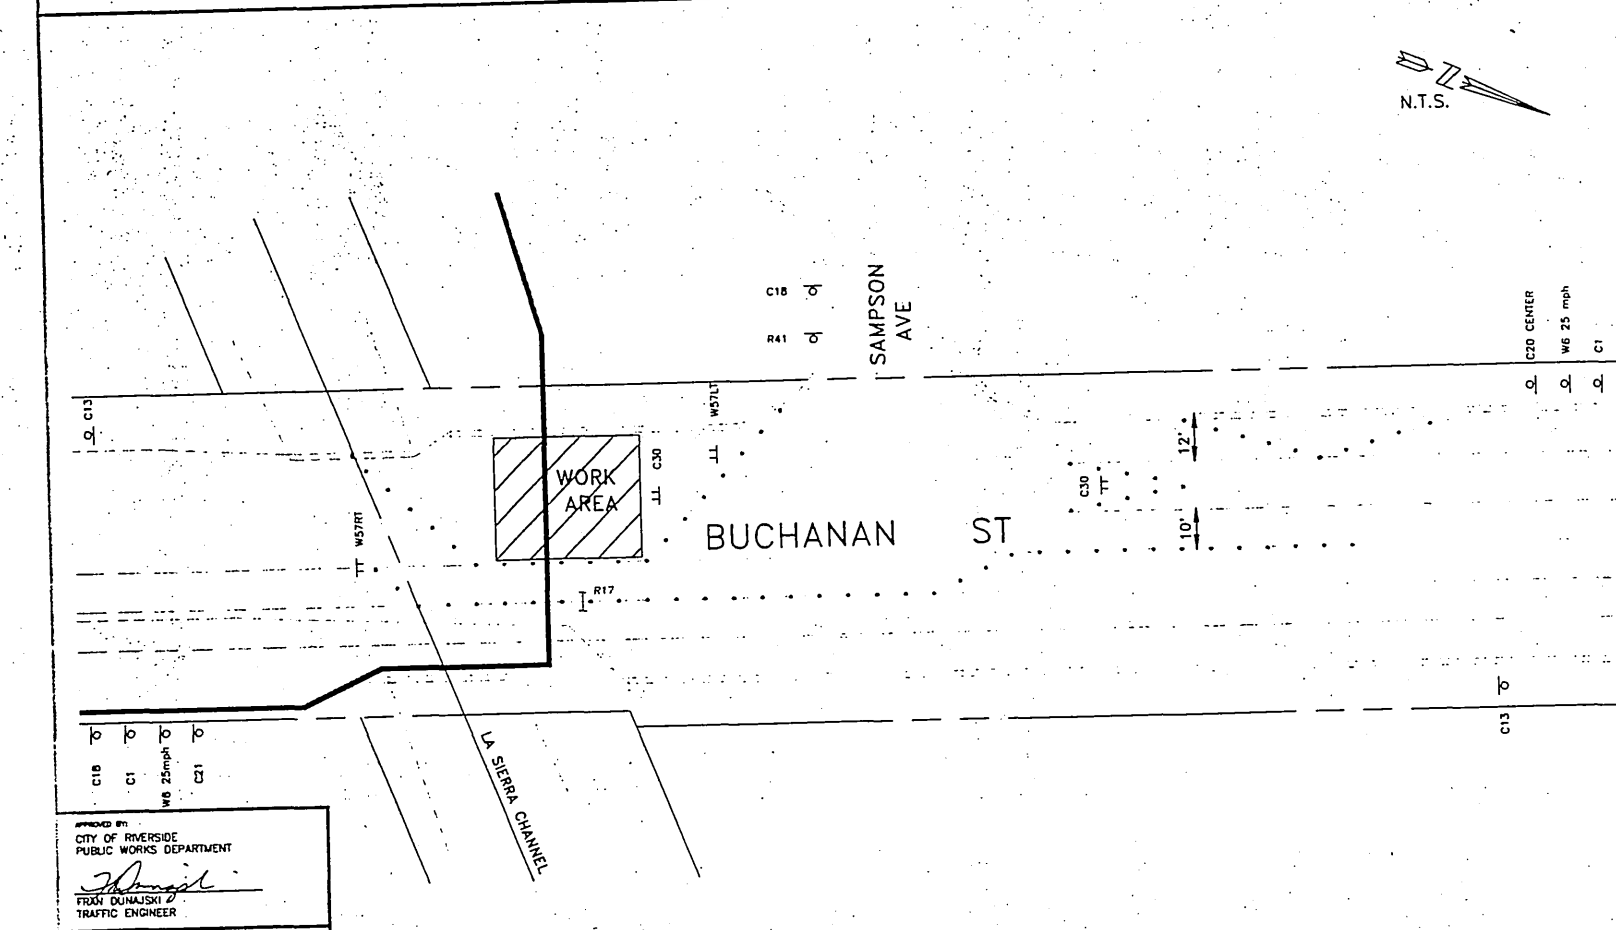 N.T.S.
C18
R41
SAMPSON
AVE
C20 CENTER
W6 25 mph
C1
C13
W57LT
C30
WORK
AREA
C30
12'
10'
BUCHANAN ST
W57RT
R17
C13
C18
C1
W6 25mph
C21
LA SIERRA CHANNEL
APPROVED BY:
CITY OF RIVERSIDE
PUBLIC WORKS DEPARTMENT
FRAN DUNAJSKI
TRAFFIC ENGINEER